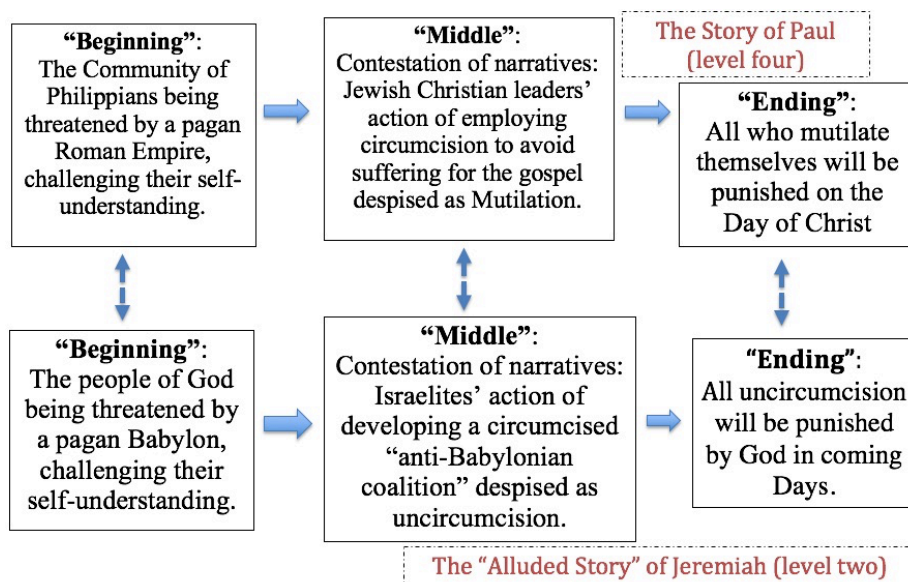 “Beginning”:
The Community of
Philippians being
threatened by a pagan
Roman Empire,
challenging their self-
understanding.
“Middle”:
Contestation of narratives:
Jewish Christian leaders’
action of employing
circumcision to avoid
suffering for the gospel
despised as Mutilation.
The Story of Paul
(level four)
“Ending”:
All who mutilate
themselves will be
punished on the
Day of Christ
“Beginning”:
The people of God
being threatened by
a pagan Babylon,
challenging their
self-understanding.
“Middle”:
Contestation of narratives:
Israelites’ action of
developing a circumcised
“anti-Babylonian
coalition” despised as
uncircumcision.
“Ending”:
All uncircumcision
will be punished
by God in coming
Days.
The “Alluded Story” of Jeremiah (level two)